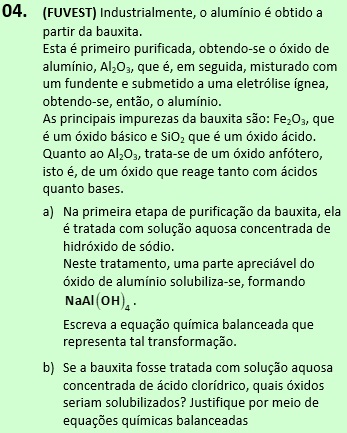 04. (FUVEST) Industrialmente, o alumínio é obtido a
partir da bauxita.
Esta é primeiro purificada, obtendo-se o óxido de
alumínio, Al₂O₃, que é, em seguida, misturado com
um fundente e submetido a uma eletrólise ígnea,
obtendo-se, então, o alumínio.
As principais impurezas da bauxita são: Fe₂O₃, que
é um óxido básico e SiO₂ que é um óxido ácido.
Quanto ao Al₂O₃, trata-se de um óxido anfótero,
isto é, de um óxido que reage tanto com ácidos
quanto bases.
a) Na primeira etapa de purificação da bauxita, ela
é tratada com solução aquosa concentrada de
hidróxido de sódio.
Neste tratamento, uma parte apreciável do
óxido de alumínio solubiliza-se, formando
NaAl(OH)₄.
Escreva a equação química balanceada que
representa tal transformação.
b) Se a bauxita fosse tratada com solução aquosa
concentrada de ácido clorídrico, quais óxidos
seriam solubilizados? Justifique por meio de
equações químicas balanceadas